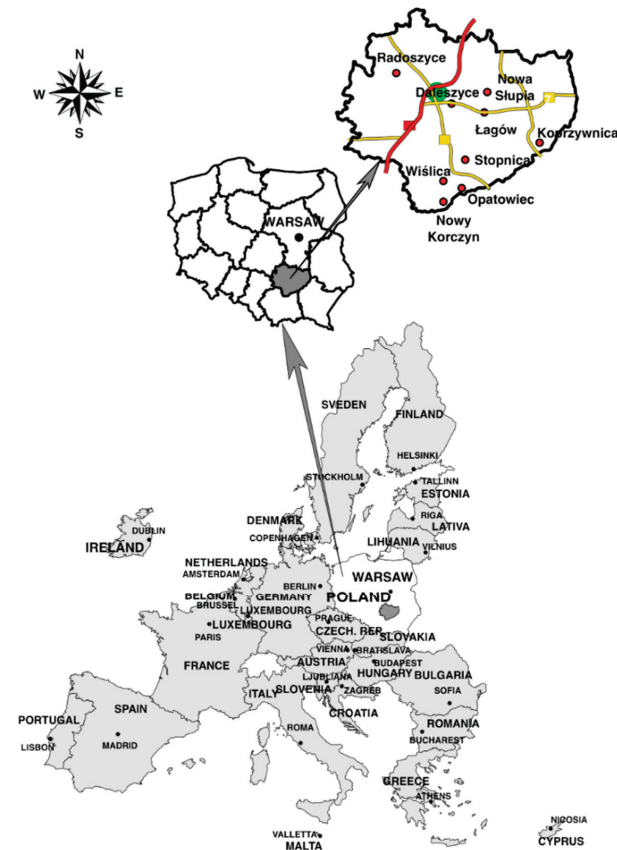 N
W E
S
Radoszyce
Nowa
Daleszyce Słupia
7
Łagów
Koprzywnica
Stopnica
Wiślica
Opatowiec
Nowy
Korczyn
WARSAW
SVEDEN
FINLAND
HELSINKI
STOCKHOLM
TALLINN
ESTONIA
RIGA
LATIVA
DENMARK
COPENHAGEN
LIHUANIA
VILNIUS
DUBLIN
IRELAND
NETHERLANDS
AMSTERDAM
WARSAW
BERLIN
POLAND
BELGIUM
GERMANY
BRUSSEL
LUXEMBOURG
LUXEMBOURG
PRAGUE
CZECH. REP.
SLOVAKIA
PARIS
VIENNA
BRATISLAVA
FRANCE
AUSTRIA
BUDAPEST
LJUBLJANA
HUNGARY
BULGARIA
ITALY
SLOVENIA
ZAGREB
SOFIA
SPAIN
CROATIA
PORTUGAL
ROMANIA
ROMA
LISBON
MADRID
BUCHAREST
GREECE
ATHENS
NICOSIA
CYPRUS
VALLETTA
MALTA